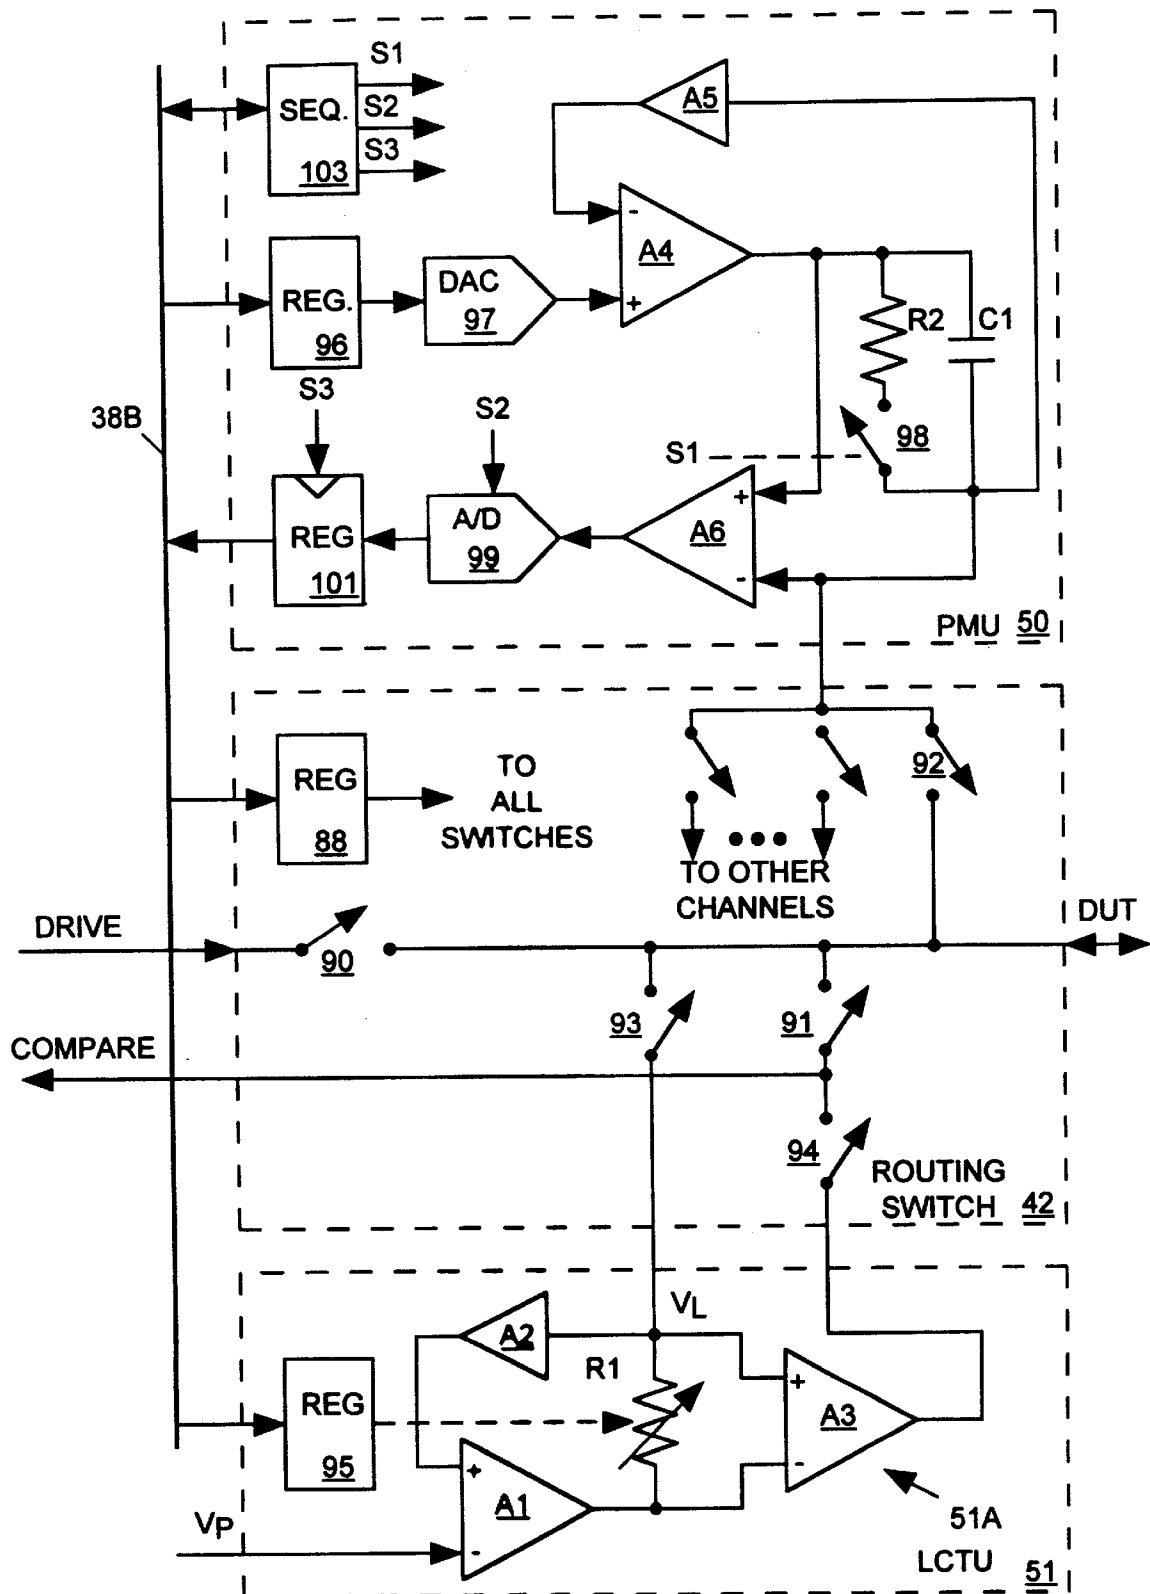 S1
SEQ.
S2
S3
103
A5
-
A4
+
REG.
96
DAC
97
R2
C1
S3
S2
98
S1
38B
REG
101
A/D
99
A6
+
-
PMU 50
REG
88
TO
ALL
SWITCHES
92
TO OTHER
CHANNELS
DRIVE
90
DUT
93
91
COMPARE
94
ROUTING
SWITCH 42
VL
A2
R1
REG
95
+
A3
-
+
A1
-
VP
51A
LCTU 51